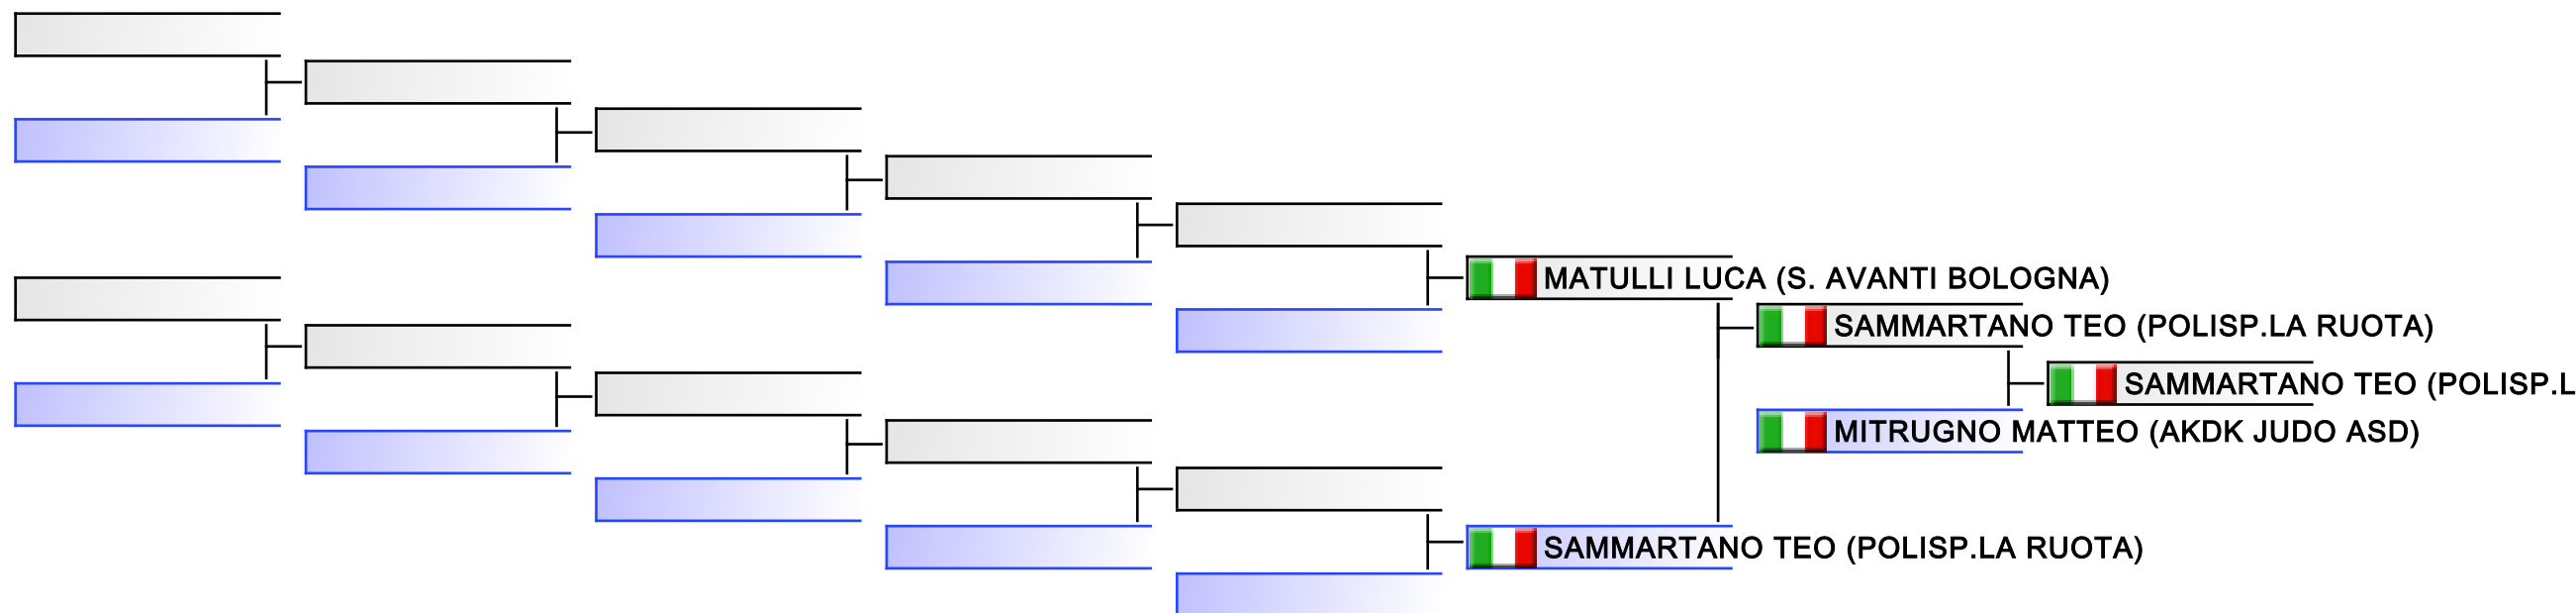 MATULLI LUCA (S. AVANTI BOLOGNA)
SAMMARTANO TEO (POLISP.LA RUOTA)
SAMMARTANO TEO (POLISP.L
MITRUGNO MATTEO (AKDK JUDO ASD)
SAMMARTANO TEO (POLISP.LA RUOTA)